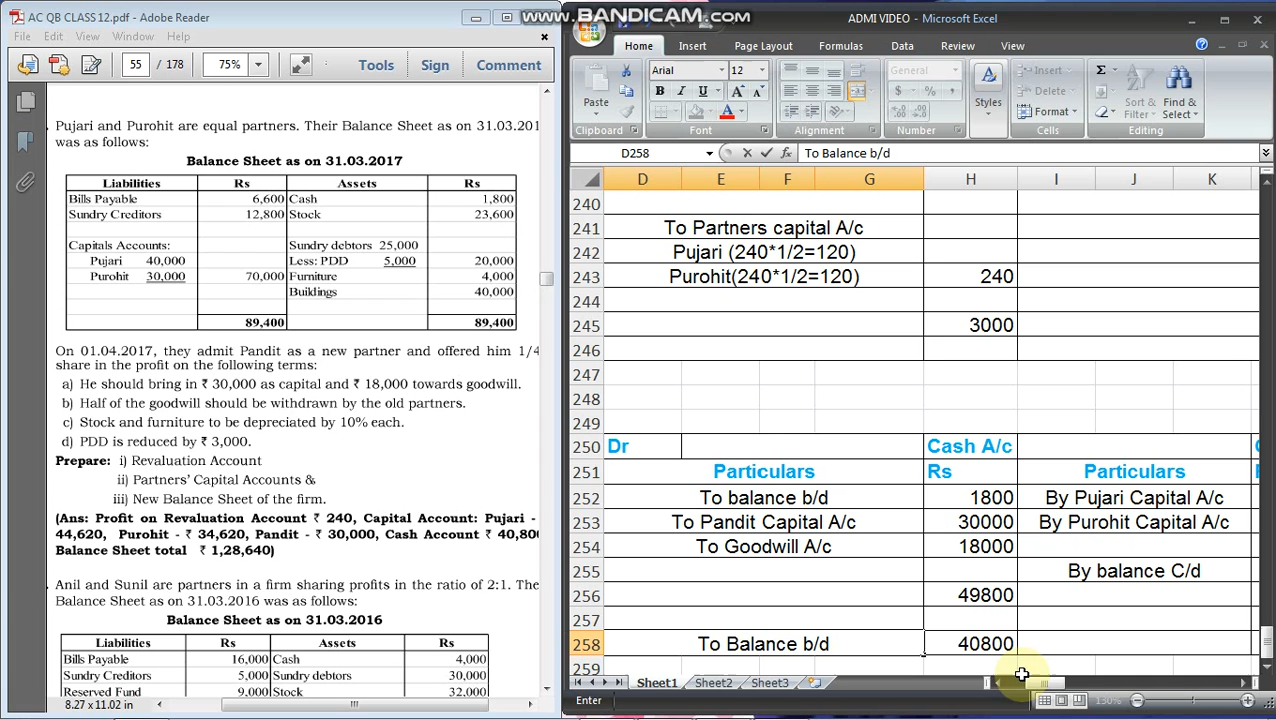 AC QB CLASS 12.pdf - Adobe Reader
File Edit View Window Help
55 / 178 75% Tools Sign Comment
Pujari and Purohit are equal partners. Their Balance Sheet as on 31.03.201
was as follows:
Balance Sheet as on 31.03.2017
Liabilities Rs Assets Rs
Bills Payable 6,600 Cash 1,800
Sundry Creditors 12,800 Stock 23,600
Capitals Accounts: Sundry debtors 25,000
Pujari 40,000 Less: PDD 5,000 20,000
Purohit 30,000 70,000 Furniture 4,000
Buildings 40,000
89,400 89,400
On 01.04.2017, they admit Pandit as a new partner and offered him 1/4
share in the profit on the following terms:
a) He should bring in ₹ 30,000 as capital and ₹ 18,000 towards goodwill.
b) Half of the goodwill should be withdrawn by the old partners.
c) Stock and furniture to be depreciated by 10% each.
d) PDD is reduced by ₹ 3,000.
Prepare: i) Revaluation Account
ii) Partners' Capital Accounts &
iii) New Balance Sheet of the firm.
(Ans: Profit on Revaluation Account ₹ 240, Capital Account: Pujari -
44,620, Purohit - ₹ 34,620, Pandit - ₹ 30,000, Cash Account ₹ 40,80
Balance Sheet total ₹ 1,28,640)
Anil and Sunil are partners in a firm sharing profits in the ratio of 2:1. The
Balance Sheet as on 31.03.2016 was as follows:
Balance Sheet as on 31.03.2016
Liabilities Rs Assets Rs
Bills Payable 16,000 Cash 4,000
Sundry Creditors 5,000 Sundry debtors 30,000
Reserved Fund 9,000 Stock 32,000
8.27 x 11.02 in
www.BANDICAM.com
ADMI VIDEO - Microsoft Excel
Home Insert Page Layout Formulas Data Review View
Paste
Arial 12
B I U
General
Styles
Insert
Delete
Format
Sort & Filter
Find & Select
Clipboard Font Alignment Number Cells Editing
D258 fx To Balance b/d
D E F G H I J K
240
241 To Partners capital A/c
242 Pujari (240*1/2=120)
243 Purohit(240*1/2=120) 240
244
245 3000
246
247
248
249
250 Dr Cash A/c
251 Particulars Rs Particulars
252 To balance b/d 1800 By Pujari Capital A/c
253 To Pandit Capital A/c 30000 By Purohit Capital A/c
254 To Goodwill A/c 18000
255 By balance C/d
256 49800
257
258 To Balance b/d 40800
259
Sheet1 Sheet2 Sheet3
Enter 130%